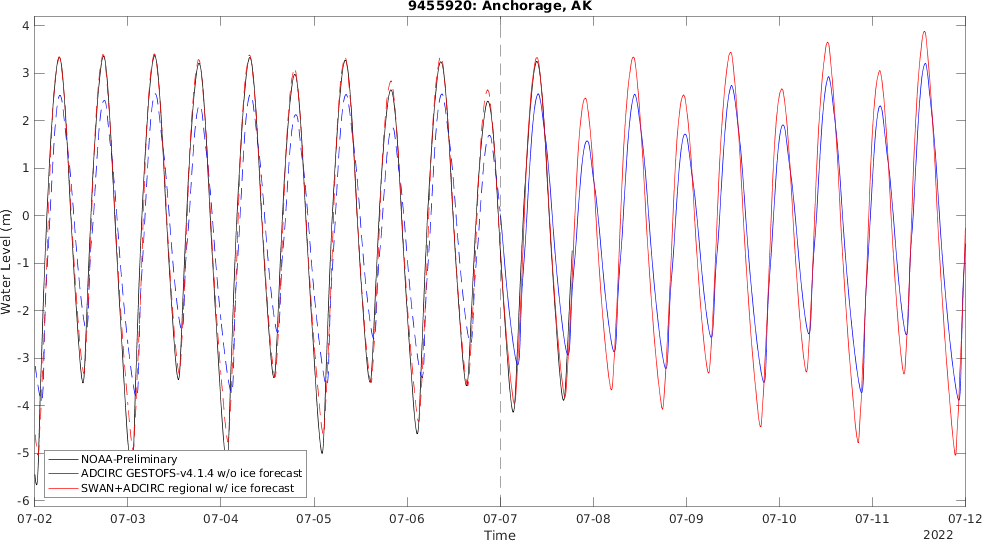 9455920: Anchorage, AK
4
3
2
1
0
-1
-2
-3
-4
-5
-6
Water Level (m)
NOAA-Preliminary
ADCIRC GESTOFS-v4.1.4 w/o ice forecast
SWAN+ADCIRC regional w/ ice forecast
07-02 07-03 07-04 07-05 07-06 07-07 07-08 07-09 07-10 07-11 07-12
Time
2022